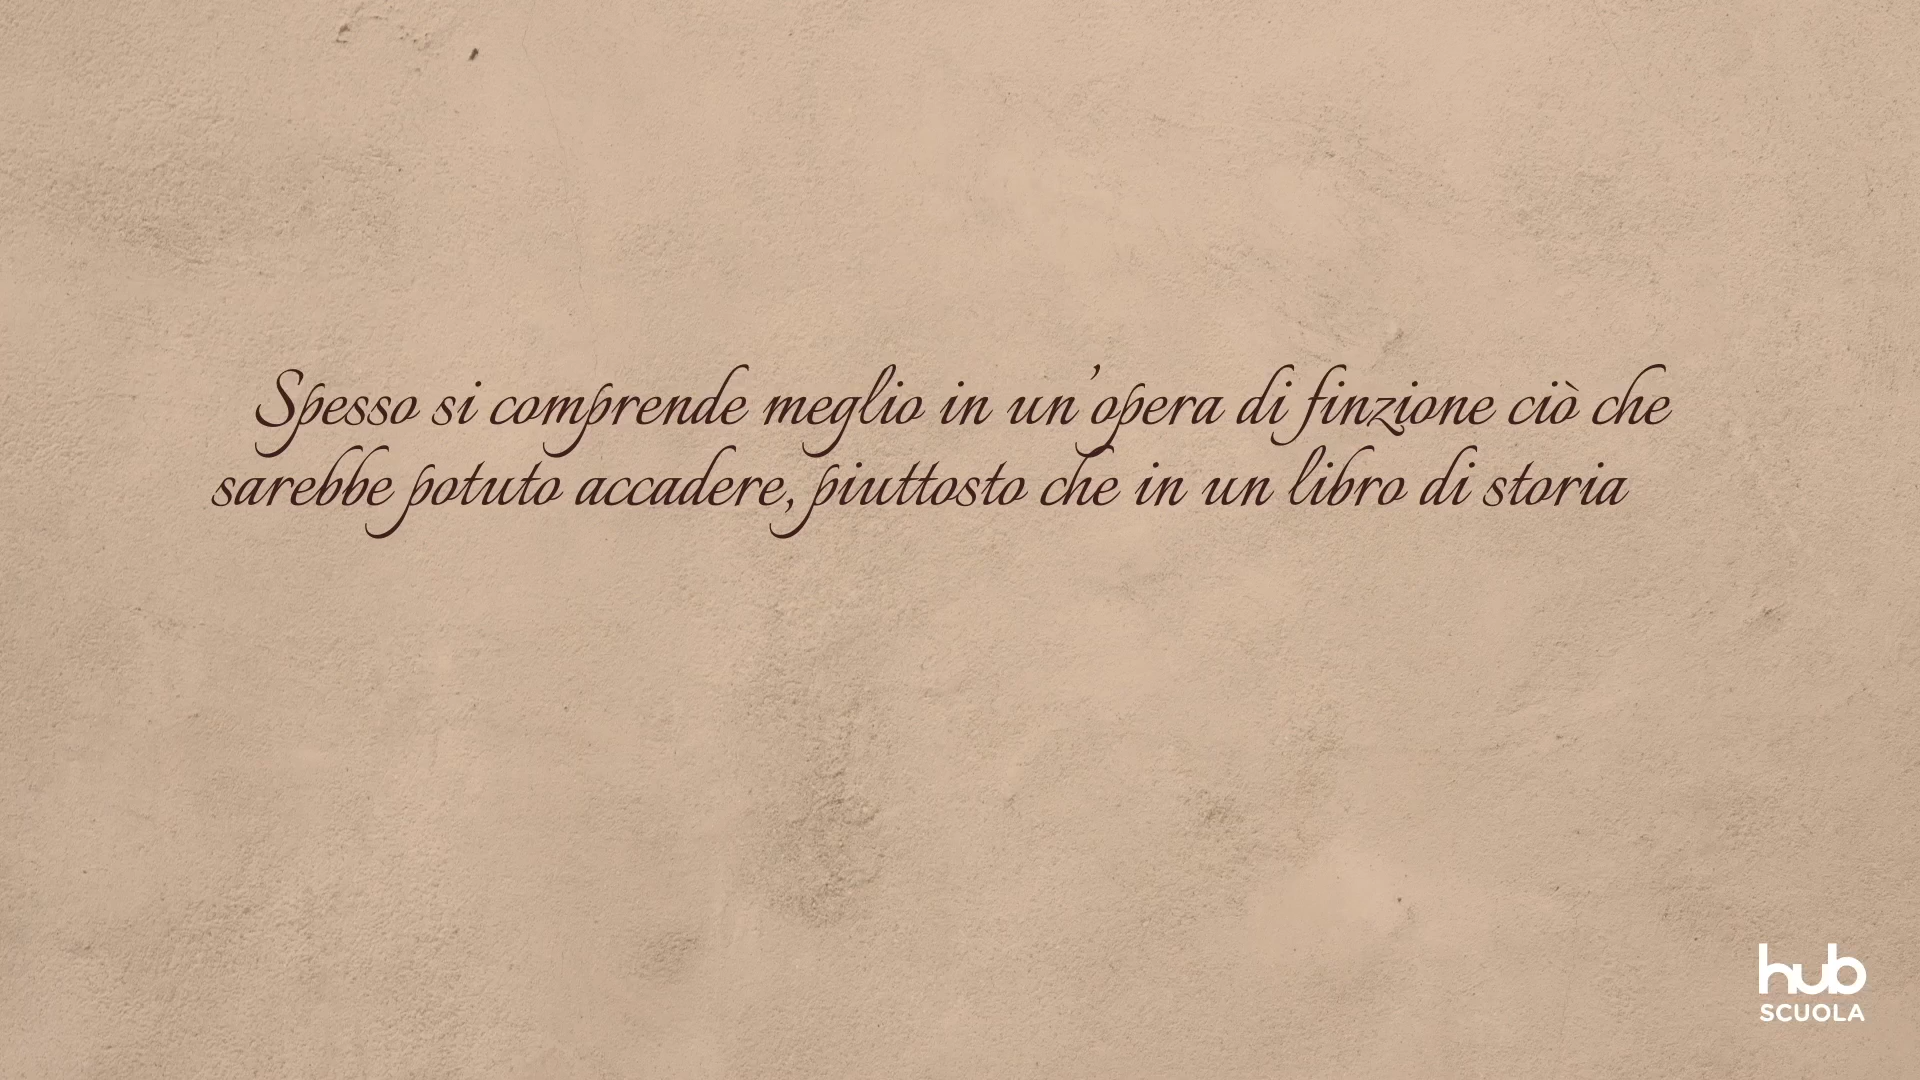 Spesso si comprende meglio in un'opera di finzione ciò che
sarebbe potuto accadere, piuttosto che in un libro di storia
hub
SCUOLA